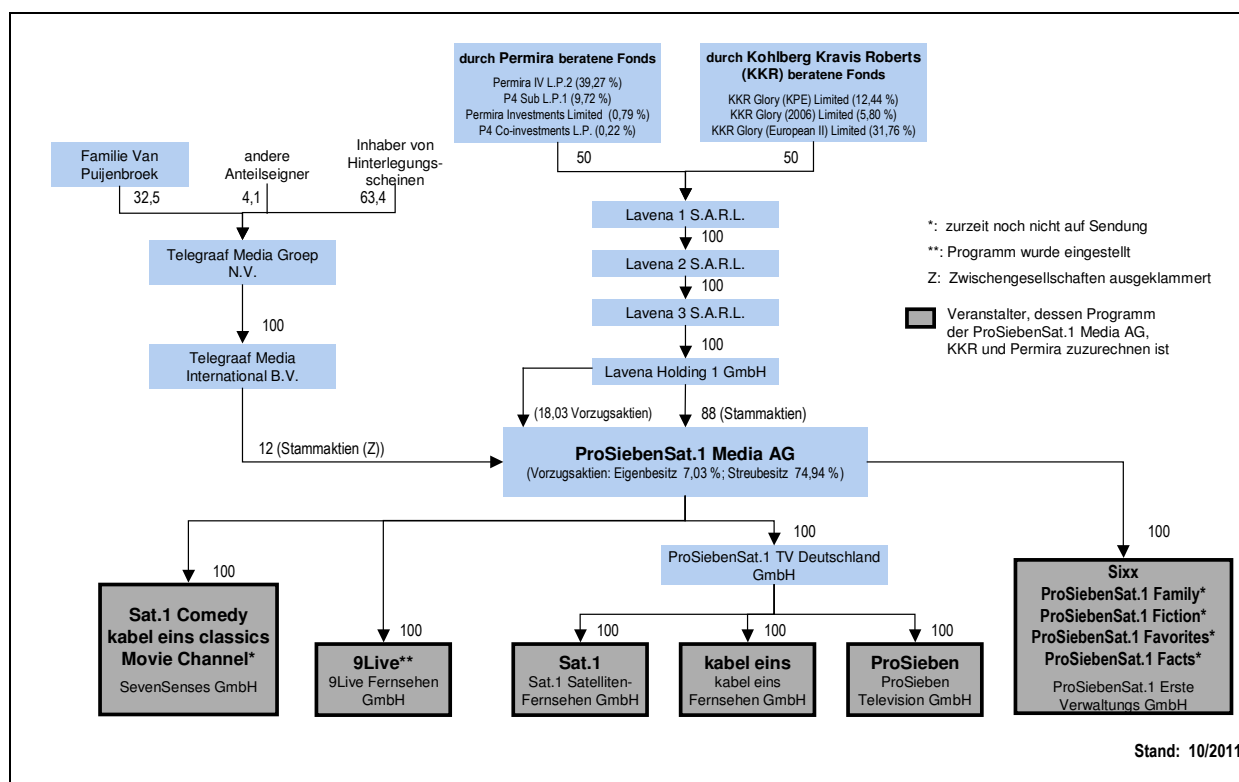 durch Permira beratene Fonds
Permira IV L.P.2 (39,27 %)
P4 Sub L.P.1 (9,72 %)
Permira Investments Limited (0,79 %)
P4 Co-investments L.P. (0,22 %)
durch Kohlberg Kravis Roberts
(KKR) beratene Fonds
KKR Glory (KPE) Limited (12,44 %)
KKR Glory (2006) Limited (5,80 %)
KKR Glory (European II) Limited (31,76 %)
50
50
Familie Van
Puijenbroek
andere
Anteilseigner
Inhaber von
Hinterlegungs-
scheinen
32,5
4,1
63,4
Telegraaf Media Groep
N.V.
100
Telegraaf Media
International B.V.
Lavena 1 S.A.R.L.
100
Lavena 2 S.A.R.L.
100
Lavena 3 S.A.R.L.
100
Lavena Holding 1 GmbH
*: zurzeit noch nicht auf Sendung
**: Programm wurde eingestellt
Z: Zwischengesellschaften ausgeklammert
Veranstalter, dessen Programm
der ProSiebenSat.1 Media AG,
KKR und Permira zuzurechnen ist
(18,03 Vorzugsaktien)
88 (Stammaktien)
12 (Stammaktien (Z))
ProSiebenSat.1 Media AG
(Vorzugsaktien: Eigenbesitz 7,03 %; Streubesitz 74,94 %)
100
100
100
ProSiebenSat.1 TV Deutschland
GmbH
Sat.1 Comedy
kabel eins classics
Movie Channel*
SevenSenses GmbH
100
9Live**
9Live Fernsehen
GmbH
100
Sat.1
Sat.1 Satelliten-
Fernsehen GmbH
100
kabel eins
kabel eins
Fernsehen GmbH
100
ProSieben
ProSieben
Television GmbH
Sixx
ProSiebenSat.1 Family*
ProSiebenSat.1 Fiction*
ProSiebenSat.1 Favorites*
ProSiebenSat.1 Facts*
ProSiebenSat.1 Erste
Verwaltungs GmbH
Stand: 10/2011